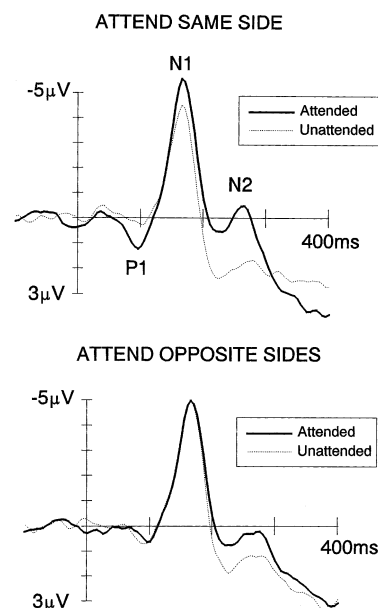 ATTEND SAME SIDE
N1
-5µV
Attended
Unattended
N2
400ms
P1
3µV
ATTEND OPPOSITE SIDES
-5µV
Attended
Unattended
400ms
3µV